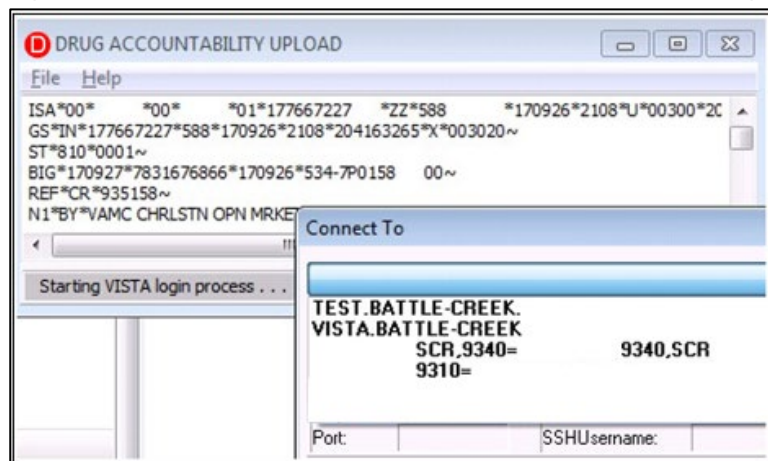 D DRUG ACCOUNTABILITY UPLOAD
File Help
ISA*00* *00* *01*177667227 *ZZ*588 *170926*2108*U*00300*20
GS*IN*177667227*588*170926*2108*204163265*X*003020~
ST*810*0001~
BIG*170927*7831676866*170926*534-7P0158 00~
REF*CR*935158~
N1*BY*VAMC CHRLSTN OPN MRKET
Starting VISTA login process . . .
Connect To
TEST.BATTLE-CREEK.
VISTA.BATTLE-CREEK
SCR,9340= 9340,SCR
9310=
Port: SSHUsername: